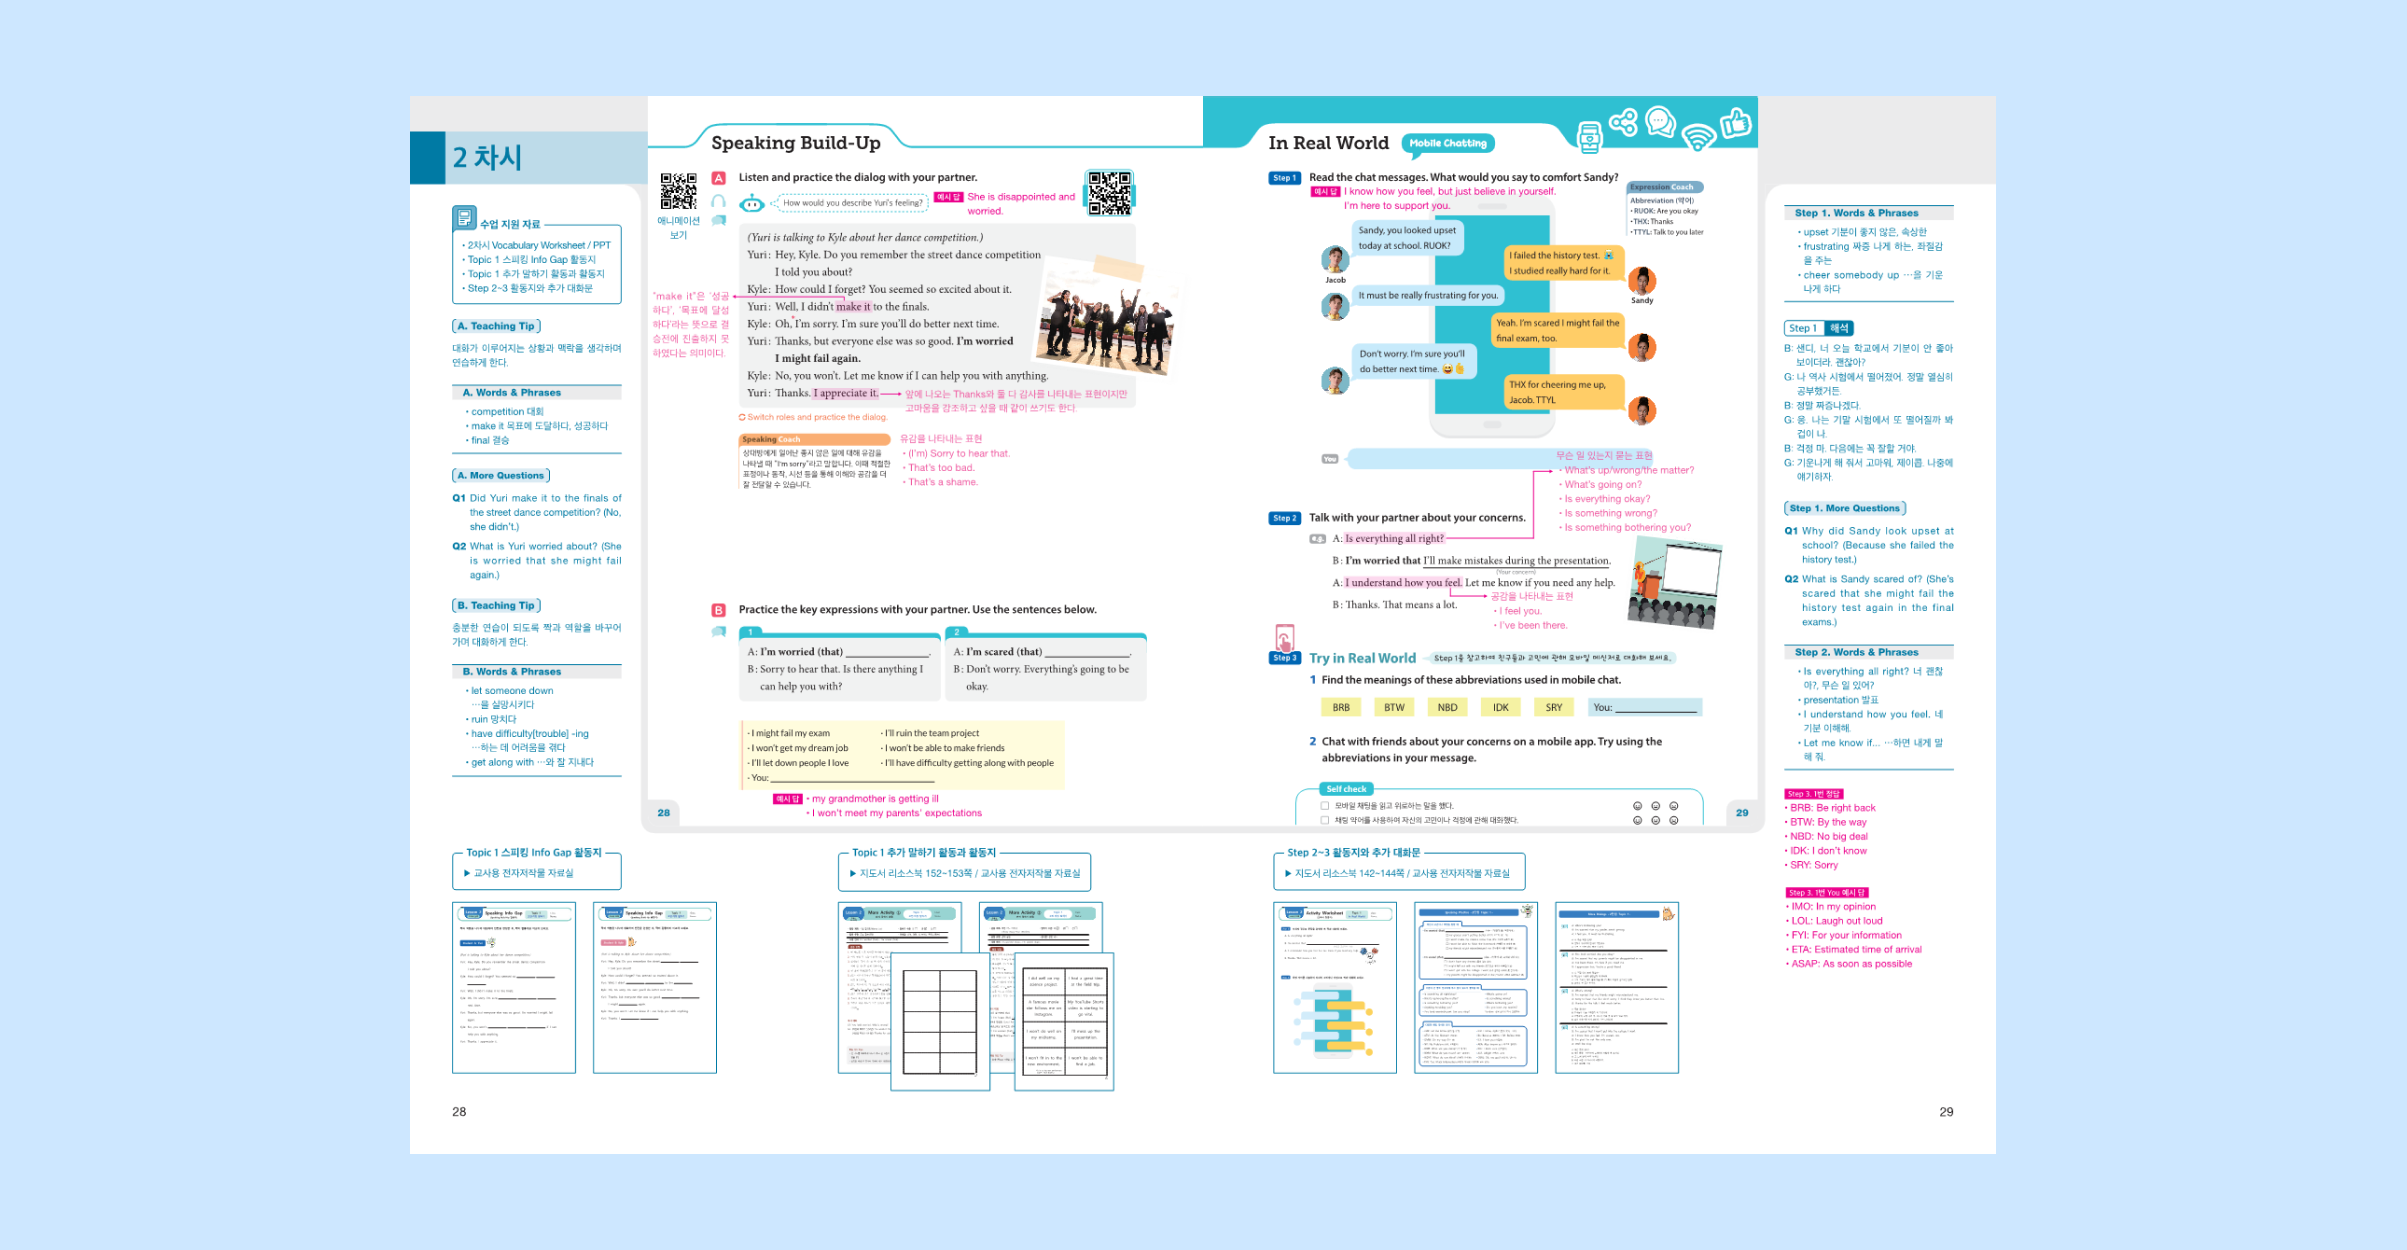 2 차시
수업 지원 자료
• 2차시 Vocabulary Worksheet / PPT
• Topic 1 스피킹 Info Gap 활동지
• Topic 1 추가 말하기 활동과 활동지
• Step 2~3 활동지와 추가 대화문
A. Teaching Tip
대화가 이루어지는 상황과 맥락을 생각하며
연습하게 한다.
A. Words & Phrases
• competition 대회
• make it 목표에 도달하다, 성공하다
• final 결승
A. More Questions
Q1 Did Yuri make it to the finals of
the street dance competition? (No,
she didn't.)
Q2 What is Yuri worried about? (She
is worried that she might fail
again.)
B. Teaching Tip
충분한 연습이 되도록 짝과 역할을 바꾸어
가며 대화하게 한다.
B. Words & Phrases
• let someone down
…을 실망시키다
• ruin 망치다
• have difficulty[trouble] -ing
…하는 데 어려움을 겪다
• get along with …와 잘 지내다
Speaking Build-Up
애니메이션
보기
A Listen and practice the dialog with your partner.
How would you describe Yuri's feeling?
예시 답 She is disappointed and
worried.
(Yuri is talking to Kyle about her dance competition.)
Yuri: Hey, Kyle. Do you remember the street dance competition
I told you about?
Kyle: How could I forget? You seemed so excited about it.
Yuri: Well, I didn't make it to the finals.
Kyle: Oh, I'm sorry. I'm sure you'll do better next time.
Yuri: Thanks, but everyone else was so good. I'm worried
I might fail again.
Kyle: No, you won't. Let me know if I can help you with anything.
Yuri: Thanks. I appreciate it.
"make it"은 '성공
하다', '목표에 달성
하다'라는 뜻으로 결
승전에 진출하지 못
하였다는 의미이다.
앞에 나오는 Thanks와 둘 다 감사를 나타내는 표현이지만
고마움을 강조하고 싶을 때 같이 쓰기도 한다.
Switch roles and practice the dialog.
Speaking Coach
상대방에게 일어난 좋지 않은 일에 대해 유감을
나타낼 때 "I'm sorry"라고 말합니다. 이때 적절한
표정이나 동작, 시선 등을 통해 이해와 공감을 더
잘 전달할 수 있습니다.
유감을 나타내는 표현
• (I'm) Sorry to hear that.
• That's too bad.
• That's a shame.
B Practice the key expressions with your partner. Use the sentences below.
1
A: I'm worried (that) ____.
B: Sorry to hear that. Is there anything I
can help you with?
2
A: I'm scared (that) ____.
B: Don't worry. Everything's going to be
okay.
· I might fail my exam
· I won't get my dream job
· I'll let down people I love
· You: ____
· I'll ruin the team project
· I won't be able to make friends
· I'll have difficulty getting along with people
예시 답 • my grandmother is getting ill
• I won't meet my parents' expectations
28
In Real World
Mobile Chatting
Step 1 Read the chat messages. What would you say to comfort Sandy?
예시 답 I know how you feel, but just believe in yourself.
I'm here to support you.
Expression Coach
Abbreviation (약어)
• RUOK: Are you okay
• THX: Thanks
• TTYL: Talk to you later
Sandy, you looked upset
today at school. RUOK?
Jacob
I failed the history test.
I studied really hard for it.
Sandy
It must be really frustrating for you.
Yeah. I'm scared I might fail the
final exam, too.
Don't worry. I'm sure you'll
do better next time.
THX for cheering me up,
Jacob. TTYL
You
무슨 일 있는지 묻는 표현
• What's up/wrong/the matter?
• What's going on?
• Is everything okay?
• Is something wrong?
• Is something bothering you?
Step 2 Talk with your partner about your concerns.
A: Is everything all right?
B: I'm worried that I'll make mistakes during the presentation.
(Your concern)
A: I understand how you feel. Let me know if you need any help.
B: Thanks. That means a lot.
공감을 나타내는 표현
• I feel you.
• I've been there.
Step 3 Try in Real World
Step 1을 참고하여 친구들과 고민에 관해 모바일 메신저로 대화해 보세요.
1 Find the meanings of these abbreviations used in mobile chat.
BRB BTW NBD IDK SRY You: ____
2 Chat with friends about your concerns on a mobile app. Try using the
abbreviations in your message.
Self check
모바일 채팅을 읽고 위로하는 말을 했다.
채팅 약어를 사용하여 자신의 고민이나 걱정에 관해 대화했다.
29
Step 1. Words & Phrases
• upset 기분이 좋지 않은, 속상한
• frustrating 짜증 나게 하는, 좌절감
을 주는
• cheer somebody up …을 기운
나게 하다
Step 1 해석
B: 샌디, 너 오늘 학교에서 기분이 안 좋아
보이더라. 괜찮아?
G: 나 역사 시험에서 떨어졌어. 정말 열심히
공부했거든.
B: 정말 짜증나겠다.
G: 응. 나는 기말 시험에서 또 떨어질까 봐
겁이 나.
B: 걱정 마. 다음에는 꼭 잘할 거야.
G: 기운나게 해 줘서 고마워, 제이콥. 나중에
얘기하자.
Step 1. More Questions
Q1 Why did Sandy look upset at
school? (Because she failed the
history test.)
Q2 What is Sandy scared of? (She's
scared that she might fail the
history test again in the final
exams.)
Step 2. Words & Phrases
• Is everything all right? 너 괜찮
아?, 무슨 일 있어?
• presentation 발표
• I understand how you feel. 네
기분 이해해.
• Let me know if... …하면 내게 말
해 줘.
Step 3. 1번 정답
• BRB: Be right back
• BTW: By the way
• NBD: No big deal
• IDK: I don't know
• SRY: Sorry
Step 3. 1번 You 예시 답
• IMO: In my opinion
• LOL: Laugh out loud
• FYI: For your information
• ETA: Estimated time of arrival
• ASAP: As soon as possible
Topic 1 스피킹 Info Gap 활동지
▶ 교사용 전자저작물 자료실
Topic 1 추가 말하기 활동과 활동지
▶ 지도서 리소스북 152~153쪽 / 교사용 전자저작물 자료실
Step 2~3 활동지와 추가 대화문
▶ 지도서 리소스북 142~144쪽 / 교사용 전자저작물 자료실
Speaking Info Gap
Speaking Info Gap
More Activity ①
More Activity ②
Activity Worksheet
28
29